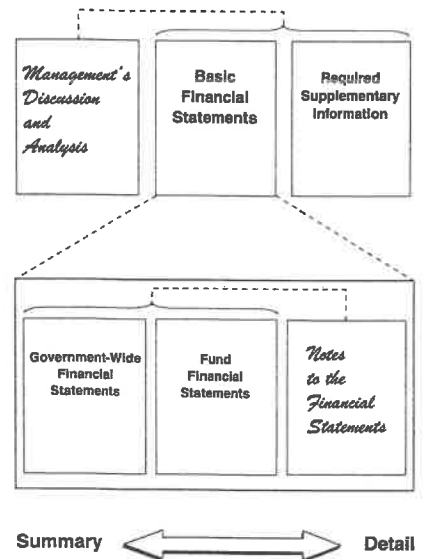 Management's
Discussion
and
Analysis
Basic
Financial
Statements
Required
Supplementary
Information
Government-Wide
Financial
Statements
Fund
Financial
Statements
Notes
to the
Financial
Statements
Summary
Detail